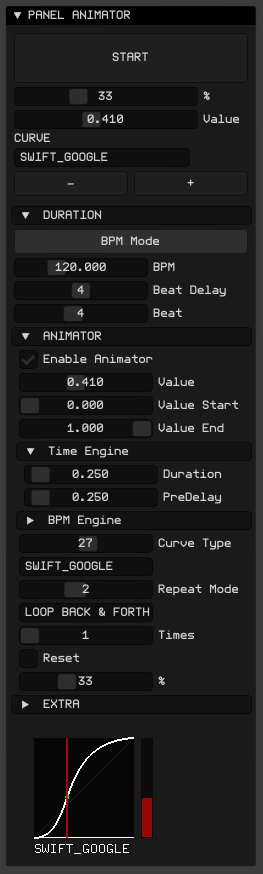 PANEL ANIMATOR
START
33 %
0.410 Value
CURVE
SWIFT_GOOGLE
- +
DURATION
BPM Mode
120.000 BPM
4 Beat Delay
4 Beat
ANIMATOR
Enable Animator
0.410 Value
0.000 Value Start
1.000 Value End
Time Engine
0.250 Duration
0.250 PreDelay
BPM Engine
27 Curve Type
SWIFT_GOOGLE
2 Repeat Mode
LOOP BACK & FORTH
1 Times
Reset
33 %
EXTRA
SWIFT_GOOGLE